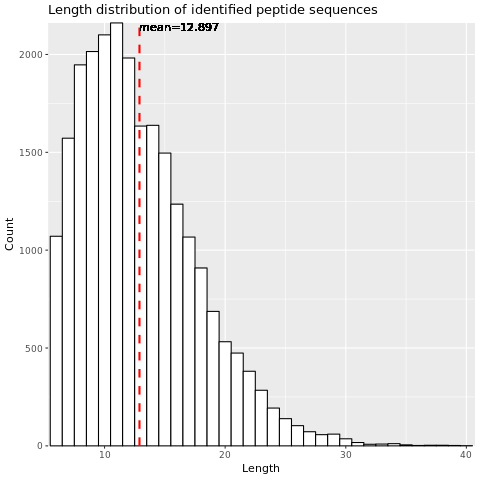 Length distribution of identified peptide sequences
mean=12.897
2000
1500
1000
500
0
Count
10 20 30 40
Length